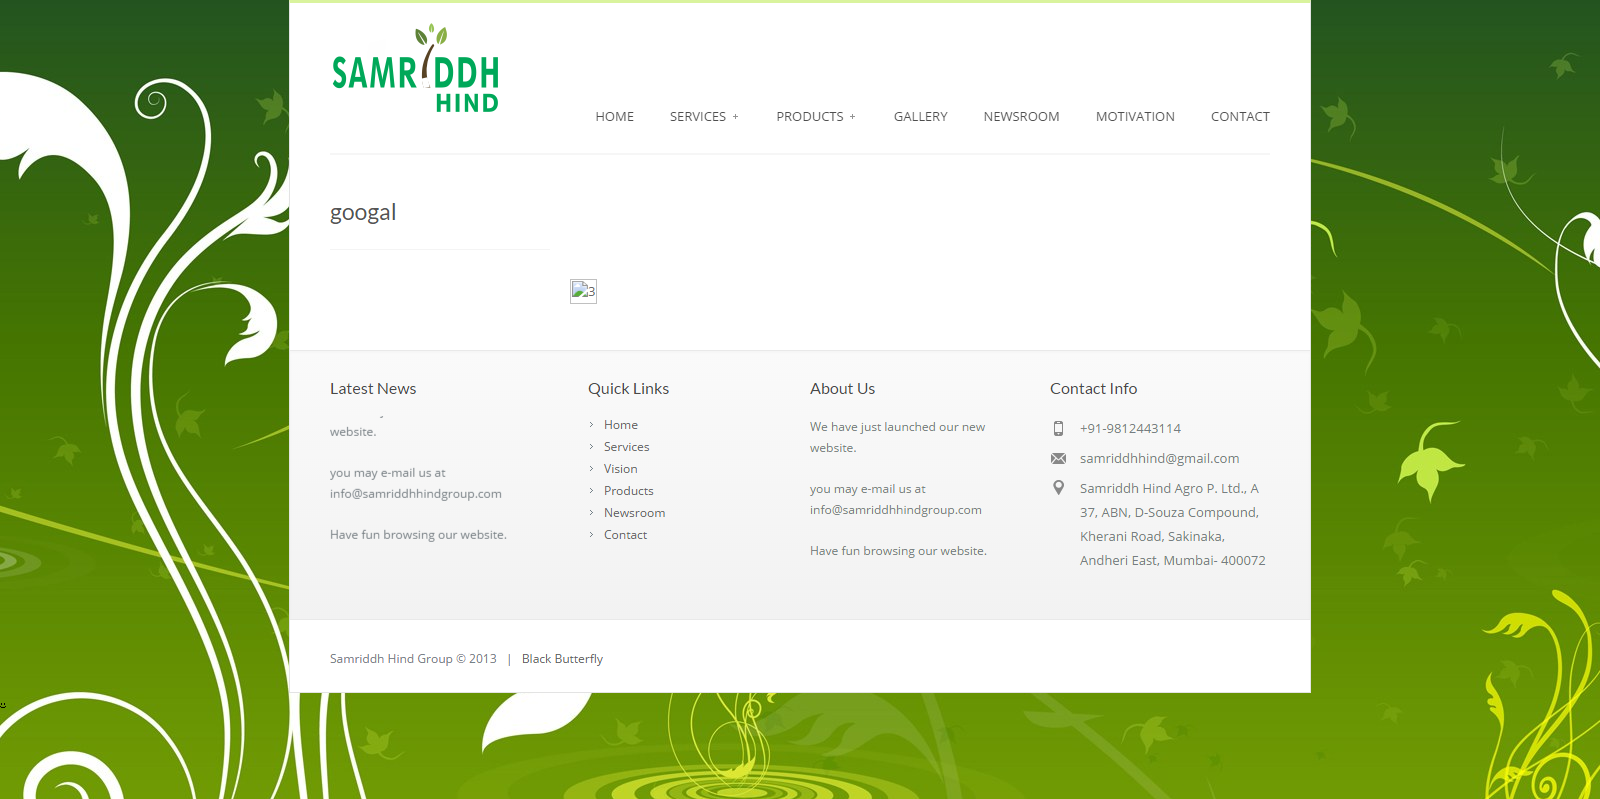 SAMRIDDH
HIND
HOME SERVICES + PRODUCTS + GALLERY NEWSROOM MOTIVATION CONTACT
googal
3
Latest News
website.
you may e-mail us at
info@samriddhhindgroup.com
Have fun browsing our website.
Quick Links
Home
Services
Vision
Products
Newsroom
Contact
About Us
We have just launched our new
website.
you may e-mail us at
info@samriddhhindgroup.com
Have fun browsing our website.
Contact Info
+91-9812443114
samriddhhind@gmail.com
Samriddh Hind Agro P. Ltd., A
37, ABN, D-Souza Compound,
Kherani Road, Sakinaka,
Andheri East, Mumbai- 400072
Samriddh Hind Group © 2013 | Black Butterfly